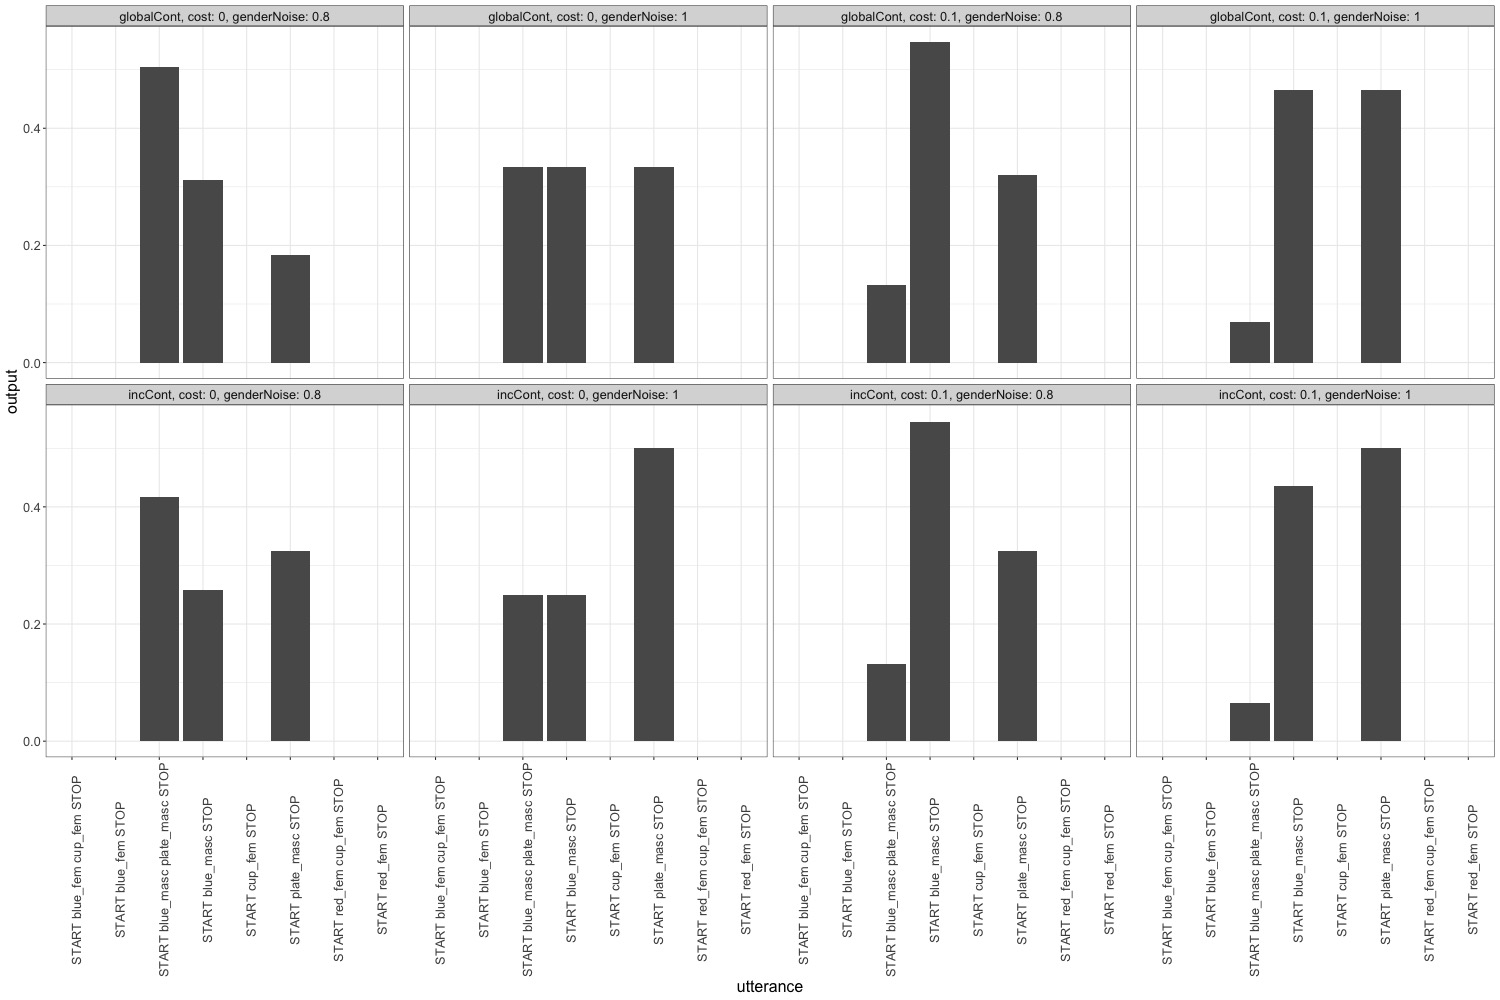 globalCont, cost: 0, genderNoise: 0.8
globalCont, cost: 0, genderNoise: 1
globalCont, cost: 0.1, genderNoise: 0.8
globalCont, cost: 0.1, genderNoise: 1
0.4
0.2
0.0
output
incCont, cost: 0, genderNoise: 0.8
incCont, cost: 0, genderNoise: 1
incCont, cost: 0.1, genderNoise: 0.8
incCont, cost: 0.1, genderNoise: 1
0.4
0.2
0.0
START blue_fem cup_fem STOP
START blue_fem STOP
START blue_masc plate_masc STOP
START blue_masc STOP
START cup_fem STOP
START plate_masc STOP
START red_fem cup_fem STOP
START red_fem STOP
START blue_fem cup_fem STOP
START blue_fem STOP
START blue_masc plate_masc STOP
START blue_masc STOP
START cup_fem STOP
START plate_masc STOP
START red_fem cup_fem STOP
START red_fem STOP
START blue_fem cup_fem STOP
START blue_fem STOP
START blue_masc plate_masc STOP
START blue_masc STOP
START cup_fem STOP
START plate_masc STOP
START red_fem cup_fem STOP
START red_fem STOP
START blue_fem cup_fem STOP
START blue_fem STOP
START blue_masc plate_masc STOP
START blue_masc STOP
START cup_fem STOP
START plate_masc STOP
START red_fem cup_fem STOP
START red_fem STOP
utterance